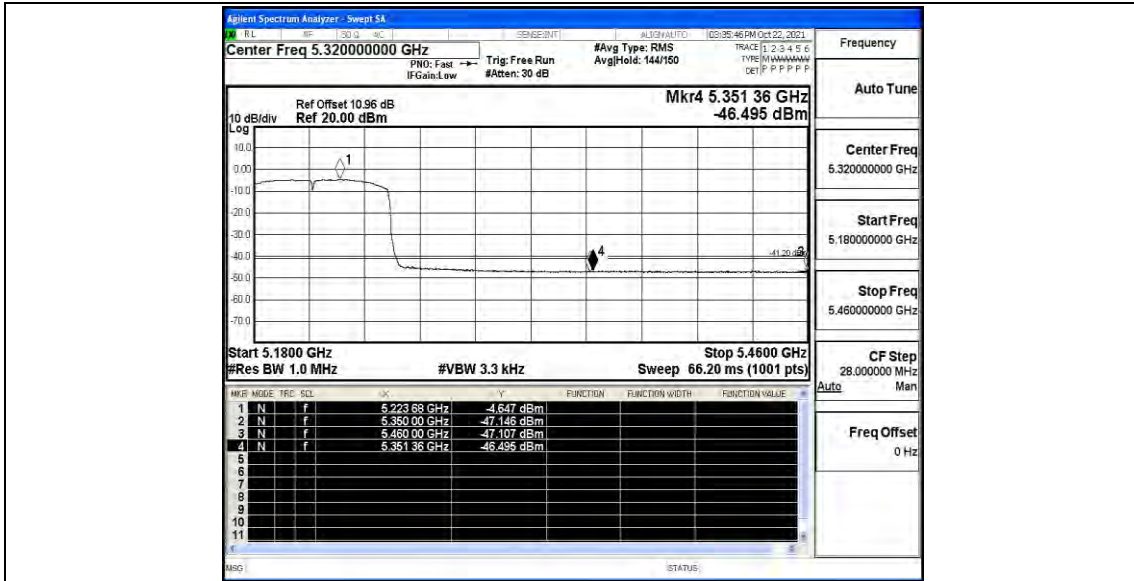 Agilent Spectrum Analyzer - Swept SA
RL RF 50 Ω AC SENSE:INT ALIGN AUTO 03:35:46 PM Oct 22, 2021
Center Freq 5.320000000 GHz #Avg Type: RMS TRACE 1 2 3 4 5 6
PNO: Fast Trig: Free Run Avg|Hold: 144/150 TYPE M WWWWW
IFGain:Low #Atten: 30 dB DET P P P P P P
Mkr4 5.351 36 GHz
Ref Offset 10.96 dB
10 dB/div Ref 20.00 dBm -46.495 dBm
Log
10.0
0.00
-10.0
-20.0
-30.0
-40.0
-50.0
-60.0
-70.0
1
4
3
-41.20 dBm
Start 5.1800 GHz Stop 5.4600 GHz
#Res BW 1.0 MHz #VBW 3.3 kHz Sweep 66.20 ms (1001 pts)
MKR MODE TRC SCL X Y FUNCTION FUNCTION WIDTH FUNCTION VALUE
1 N f 5.223 68 GHz -4.647 dBm
2 N f 5.350 00 GHz -47.146 dBm
3 N f 5.460 00 GHz -47.107 dBm
4 N f 5.351 36 GHz -46.495 dBm
5
6
7
8
9
10
11
MSG STATUS
Frequency
Auto Tune
Center Freq
5.320000000 GHz
Start Freq
5.180000000 GHz
Stop Freq
5.460000000 GHz
CF Step
28.000000 MHz
Auto Man
Freq Offset
0 Hz